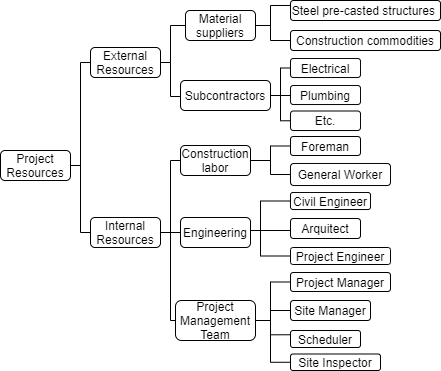 Project
Resources
External
Resources
Material
suppliers
Steel pre-casted structures
Construction commodities
Subcontractors
Electrical
Plumbing
Etc.
Internal
Resources
Construction
labor
Foreman
General Worker
Engineering
Civil Engineer
Arquitect
Project Engineer
Project
Management
Team
Project Manager
Site Manager
Scheduler
Site Inspector